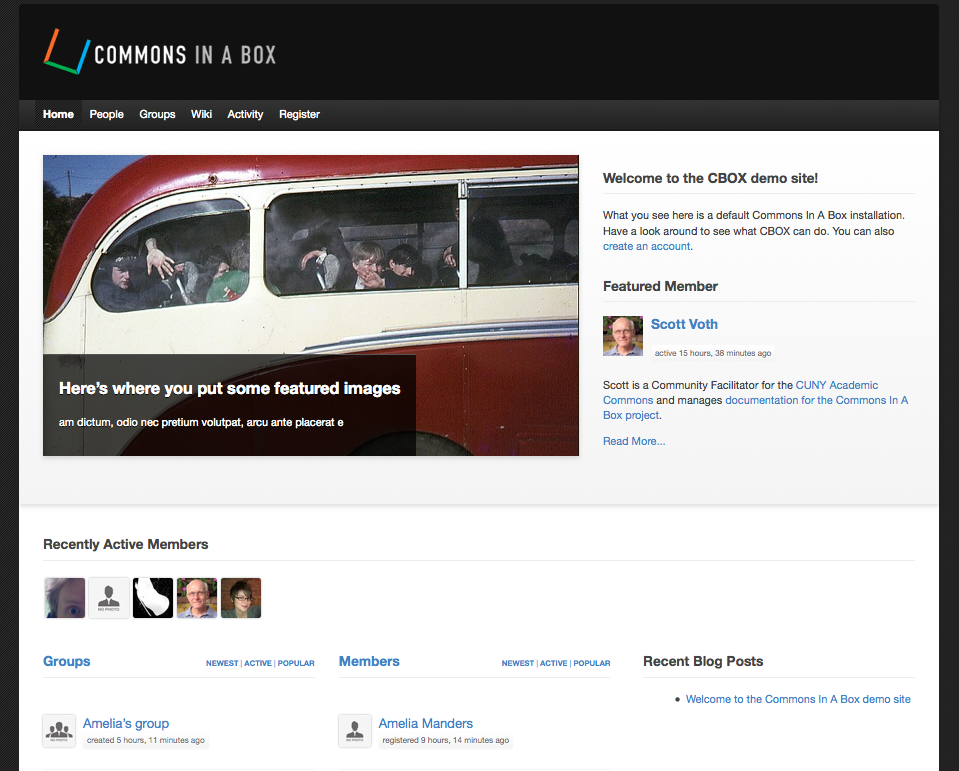 COMMONS IN A BOX
Home People Groups Wiki Activity Register
Here's where you put some featured images
am dictum, odio nec pretium volutpat, arcu ante placerat e
Welcome to the CBOX demo site!
What you see here is a default Commons In A Box installation.
Have a look around to see what CBOX can do. You can also
create an account.
Featured Member
Scott Voth
active 15 hours, 38 minutes ago
Scott is a Community Facilitator for the CUNY Academic
Commons and manages documentation for the Commons In A
Box project.
Read More...
Recently Active Members
NO PHOTO
Groups
NEWEST | ACTIVE | POPULAR
NO PHOTO
Amelia's group
created 5 hours, 11 minutes ago
Members
NEWEST | ACTIVE | POPULAR
NO PHOTO
Amelia Manders
registered 9 hours, 14 minutes ago
Recent Blog Posts
• Welcome to the Commons In A Box demo site